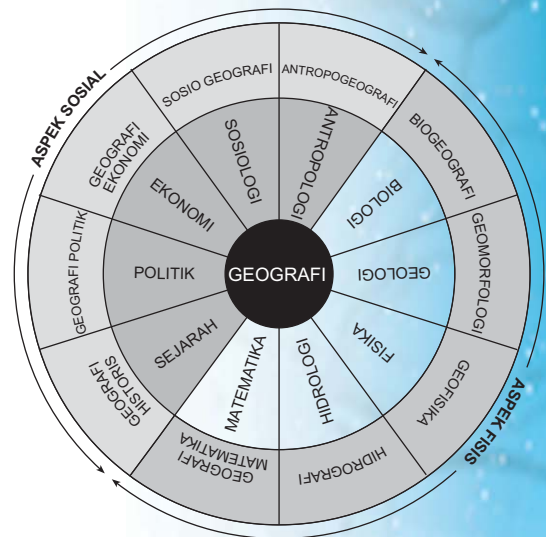 ASPEK SOSIAL
SOSIO GEOGRAFI
ANTROPOGEOGRAFI
BIOGEOGRAFI
GEOMORFOLOGI
GEOFISIKA
HIDROGRAFI
GEOGRAFI
MATEMATIKA
GEOGRAFI
HISTORIS
GEOGRAFI POLITIK
GEOGRAFI
EKONOMI
SOSIOLOGI
ANTROPOLOGI
BIOLOGI
GEOLOGI
FISIKA
HIDROLOGI
MATEMATIKA
SEJARAH
POLITIK
EKONOMI
GEOGRAFI
ASPEK FISIS